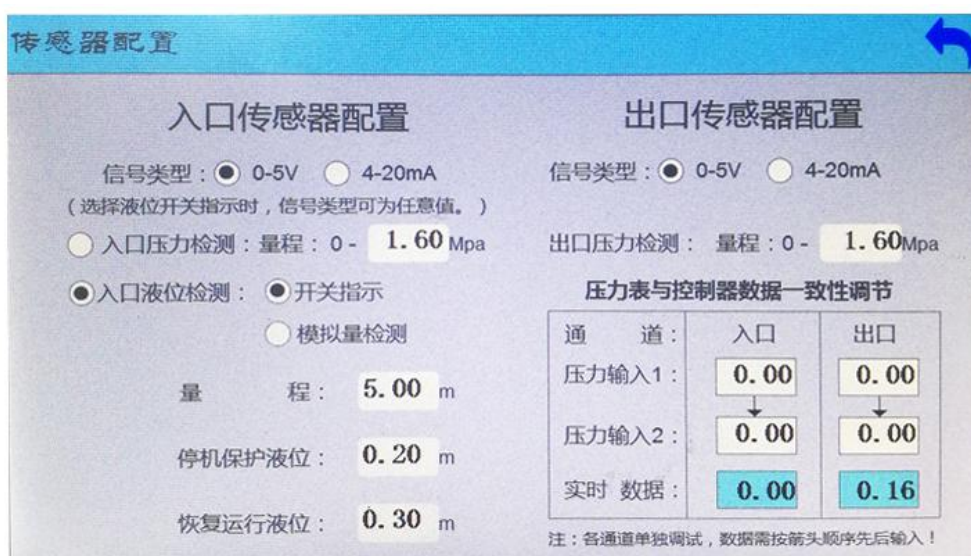 传感器配置
入口传感器配置
信号类型：0-5V 4-20mA
（选择液位开关指示时，信号类型可为任意值。）
入口压力检测：量程：0- 1.60 Mpa
入口液位检测：开关指示
模拟量检测
量 程： 5.00 m
停机保护液位： 0.20 m
恢复运行液位： 0.30 m
出口传感器配置
信号类型：0-5V 4-20mA
出口压力检测： 量程：0- 1.60Mpa
压力表与控制器数据一致性调节
通 道： 入口 出口
压力输入1： 0.00 0.00
压力输入2： 0.00 0.00
实时 数据： 0.00 0.16
注：各通道单独调试，数据需按箭头顺序先后输入！